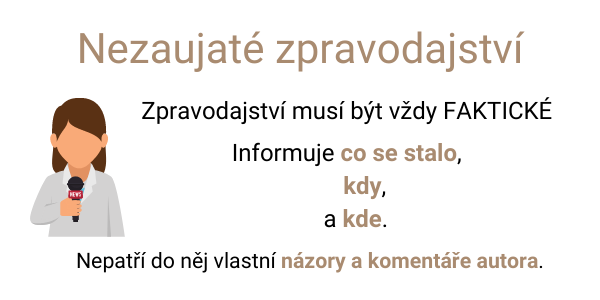 Nezaujaté zpravodajství
Zpravodajství musí být vždy FAKTICKÉ
Informuje co se stalo,
kdy,
a kde.
NEWS
Nepatří do něj vlastní názory a komentáře autora.